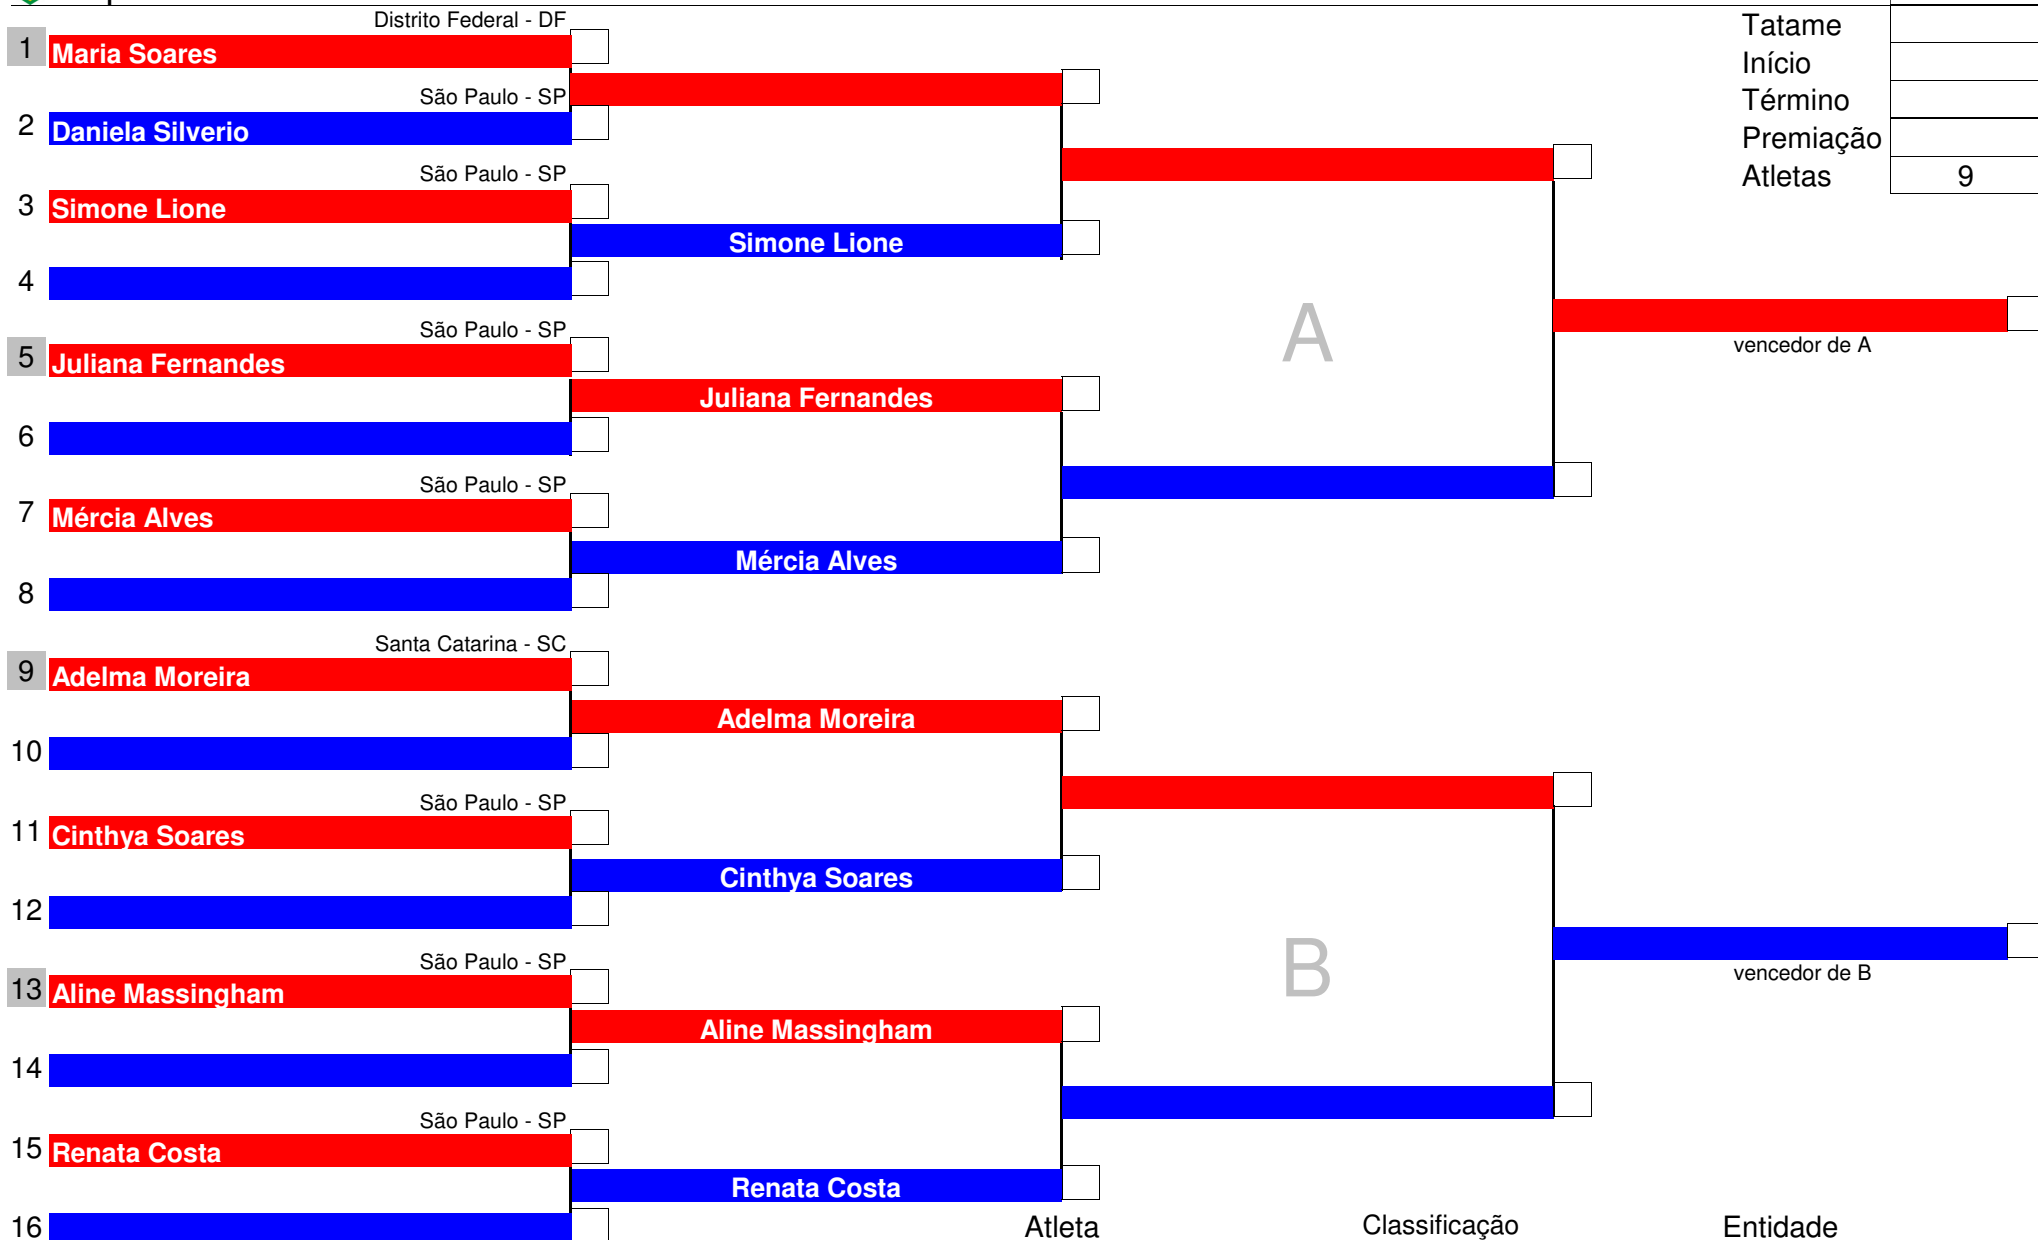 Distrito Federal - DF
Tatame
1 Maria Soares
Início
São Paulo - SP
Término
2 Daniela Silverio
Premiação
São Paulo - SP
Atletas 9
3 Simone Lione
Simone Lione
4
São Paulo - SP
A
vencedor de A
5 Juliana Fernandes
Juliana Fernandes
6
São Paulo - SP
7 Mércia Alves
Mércia Alves
8
Santa Catarina - SC
9 Adelma Moreira
Adelma Moreira
10
São Paulo - SP
11 Cinthya Soares
Cinthya Soares
12
São Paulo - SP
B
vencedor de B
13 Aline Massingham
Aline Massingham
14
São Paulo - SP
15 Renata Costa
Renata Costa
16
Atleta Classificação Entidade